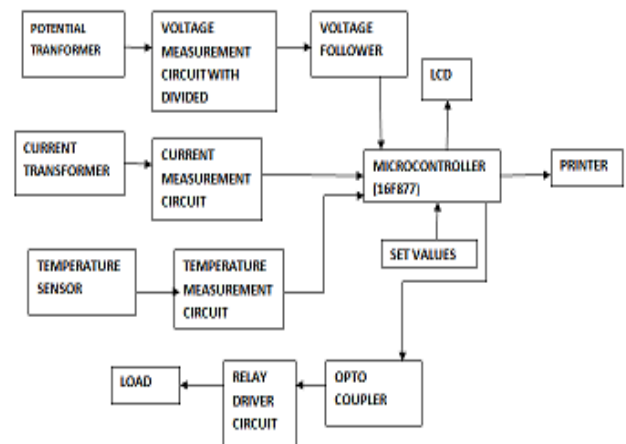 POTENTIAL
TRANFORMER
VOLTAGE
MEASUREMENT
CIRCUIT WITH
DIVIDED
VOLTAGE
FOLLOWER
LCD
CURRENT
TRANSFORMER
CURRENT
MEASUREMENT
CIRCUIT
MICROCONTROLLER
(16F877)
PRINTER
SET VALUES
TEMPERATURE
SENSOR
TEMPERATURE
MEASUREMENT
CIRCUIT
LOAD
RELAY
DRIVER
CIRCUIT
OPTO
COUPLER